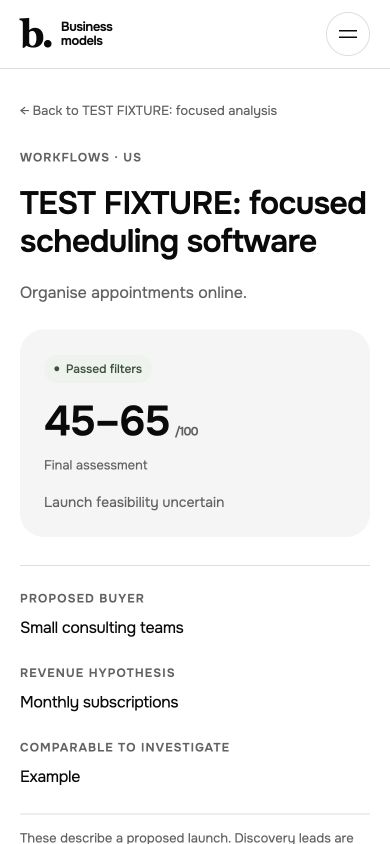 b. Business
models
← Back to TEST FIXTURE: focused analysis
WORKFLOWS · US
TEST FIXTURE: focused
scheduling software
Organise appointments online.
• Passed filters
45–65 /100
Final assessment
Launch feasibility uncertain
PROPOSED BUYER
Small consulting teams
REVENUE HYPOTHESIS
Monthly subscriptions
COMPARABLE TO INVESTIGATE
Example
These describe a proposed launch. Discovery leads are